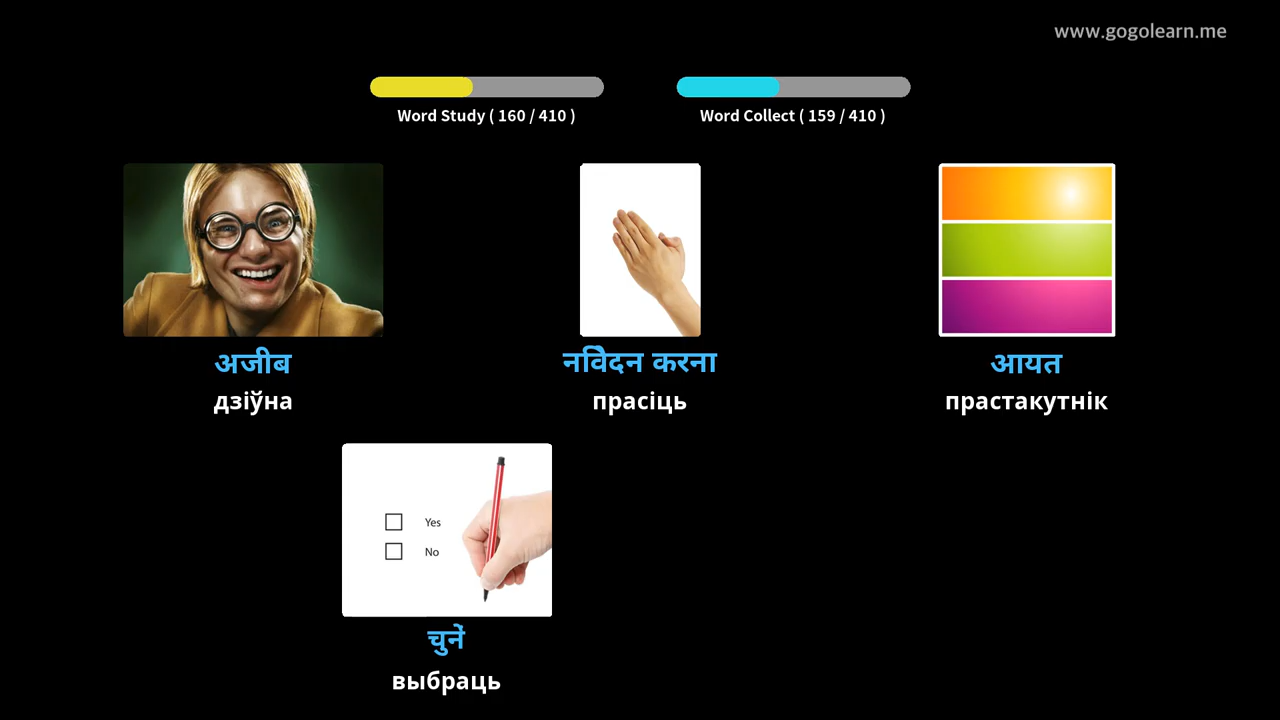 www.gogolearn.me
Word Study ( 160 / 410 )
Word Collect ( 159 / 410 )
अजीब
निवेदन करना
आयत
дзіўна
прасіць
прастакутнік
Yes
No
चुनें
выбраць